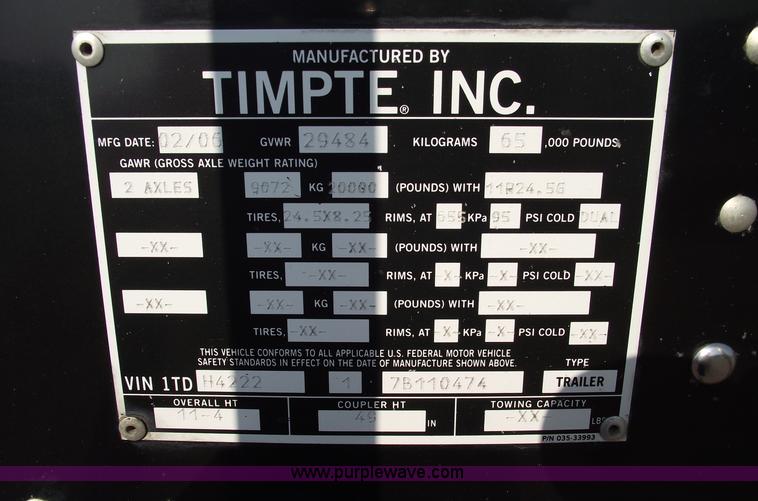 MANUFACTURED BY
TIMPTE® INC.
MFG DATE: 02/06 GVWR 29484 KILOGRAMS 65 ,000 POUNDS
GAWR (GROSS AXLE WEIGHT RATING)
2 AXLES 9072 KG 20000 (POUNDS) WITH 11R24.5G
TIRES, 24.5X8.25 RIMS, AT 655 KPa 95 PSI COLD DUAL
-XX- -XX- KG -XX- (POUNDS) WITH -XX-
TIRES, -XX- RIMS, AT -X- KPa -X- PSI COLD -XX-
-XX- -XX- KG -XX- (POUNDS) WITH -XX-
TIRES, -XX- RIMS, AT -X- KPa -X- PSI COLD -XX-
THIS VEHICLE CONFORMS TO ALL APPLICABLE U.S. FEDERAL MOTOR VEHICLE
SAFETY STANDARDS IN EFFECT ON THE DATE OF MANUFACTURE SHOWN ABOVE.
TYPE
VIN 1TD H4222 1 7B110474 TRAILER
OVERALL HT COUPLER HT TOWING CAPACITY
11-4 IN -XX- LBS
P/N 035-33993
www.purplewave.com